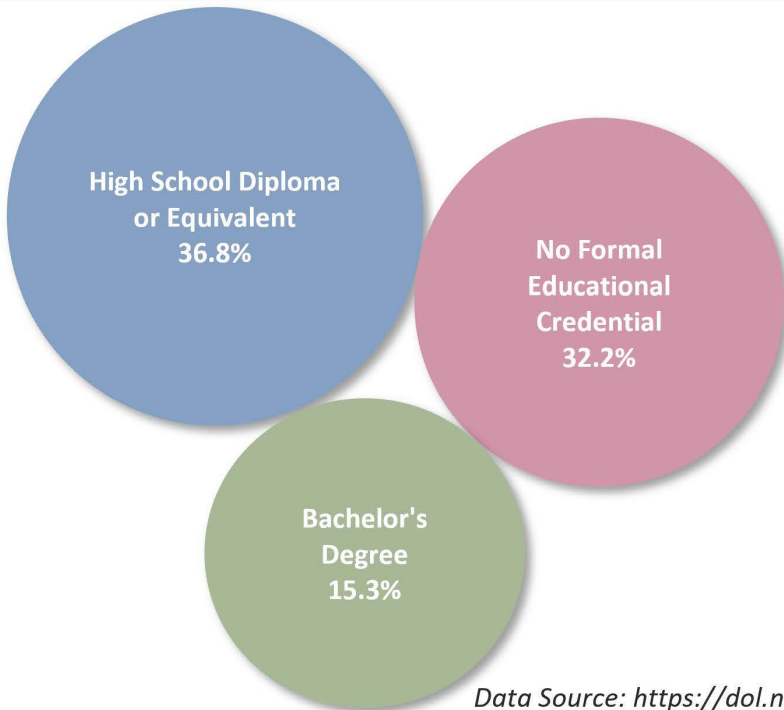 High School Diploma
or Equivalent
36.8%
No Formal
Educational
Credential
32.2%
Bachelor's
Degree
15.3%
Data Source: https://dol.n